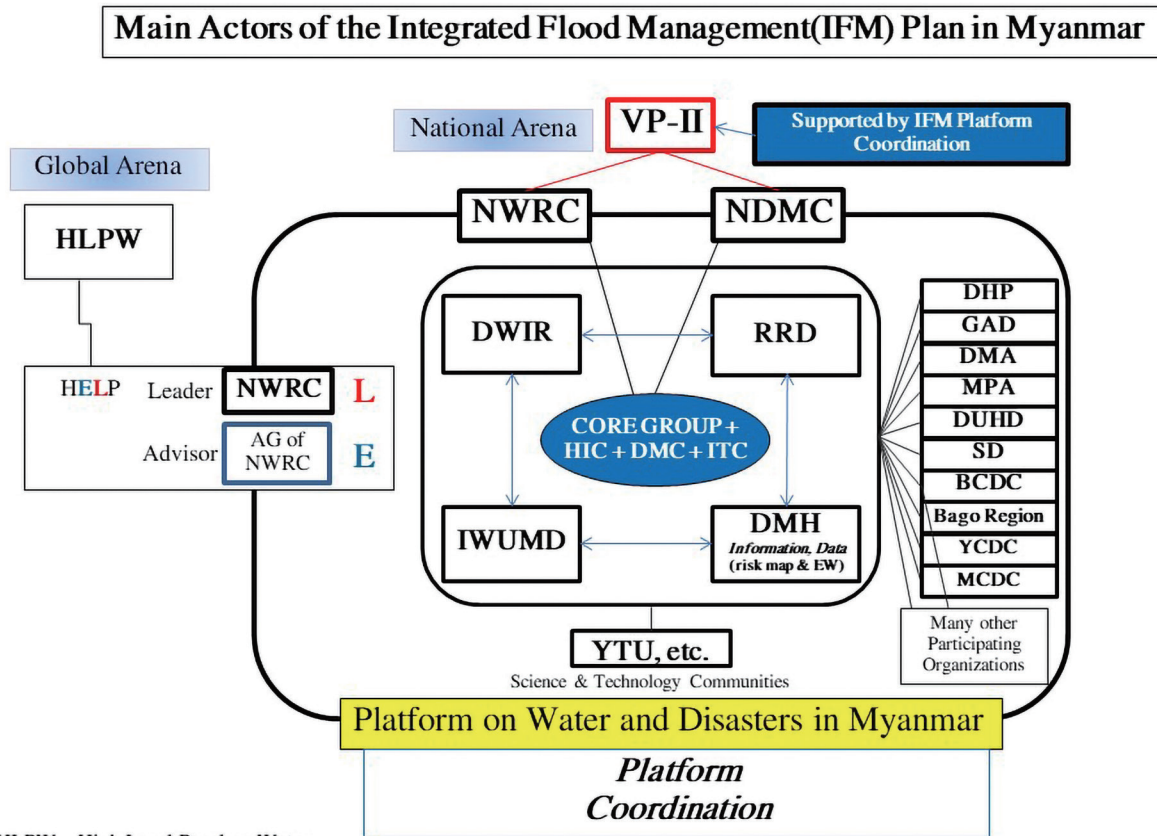 Main Actors of the Integrated Flood Management(IFM) Plan in Myanmar
National Arena
VP-II
Supported by IFM Platform
Coordination
Global Arena
HLPW
NWRC
NDMC
DWIR
RRD
CORE GROUP +
HIC + DMC + ITC
IWUMD
DMH
Information, Data
(risk map & EW)
HELP
Leader
NWRC
L
Advisor
AG of
NWRC
E
DHP
GAD
DMA
MPA
DUHD
SD
BCDC
Bago Region
YCDC
MCDC
Many other
Participating
Organizations
YTU, etc.
Science & Technology Communities
Platform on Water and Disasters in Myanmar
Platform
Coordination